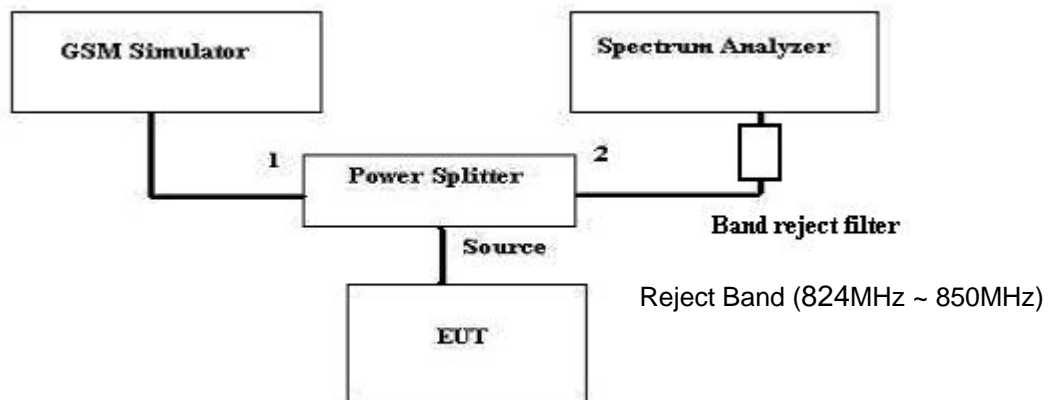 GSM Simulator
Spectrum Analyzer
1
2
Power Splitter
Band reject filter
Source
Reject Band (824MHz ~ 850MHz)
EUT